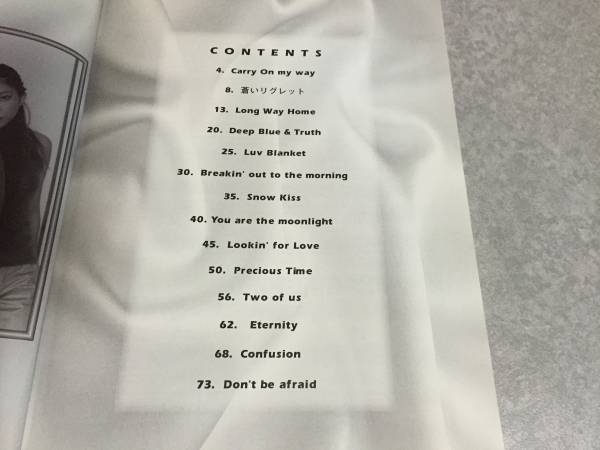 CONTENTS
4. Carry On my way
8. 蒼いリグレット
13. Long Way Home
20. Deep Blue & Truth
25. Luv Blanket
30. Breakin' out to the morning
35. Snow Kiss
40. You are the moonlight
45. Lookin' for Love
50. Precious Time
56. Two of us
62. Eternity
68. Confusion
73. Don't be afraid